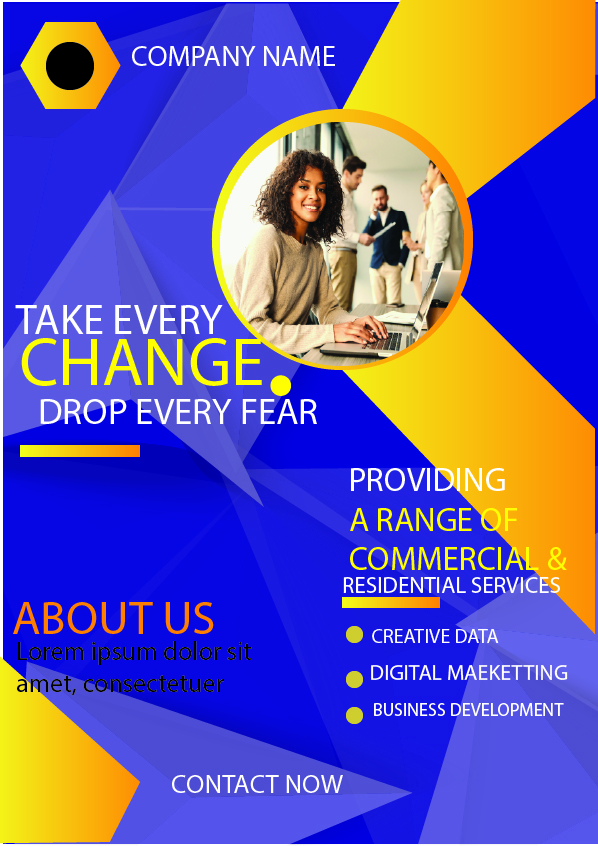 COMPANY NAME
TAKE EVERY
CHANGE.
DROP EVERY FEAR
PROVIDING
A RANGE OF
COMMERCIAL &
RESIDENTIAL SERVICES
CREATIVE DATA
DIGITAL MAEKETTING
BUSINESS DEVELOPMENT
ABOUT US
Lorem ipsum dolor sit
amet, consectetuer
CONTACT NOW